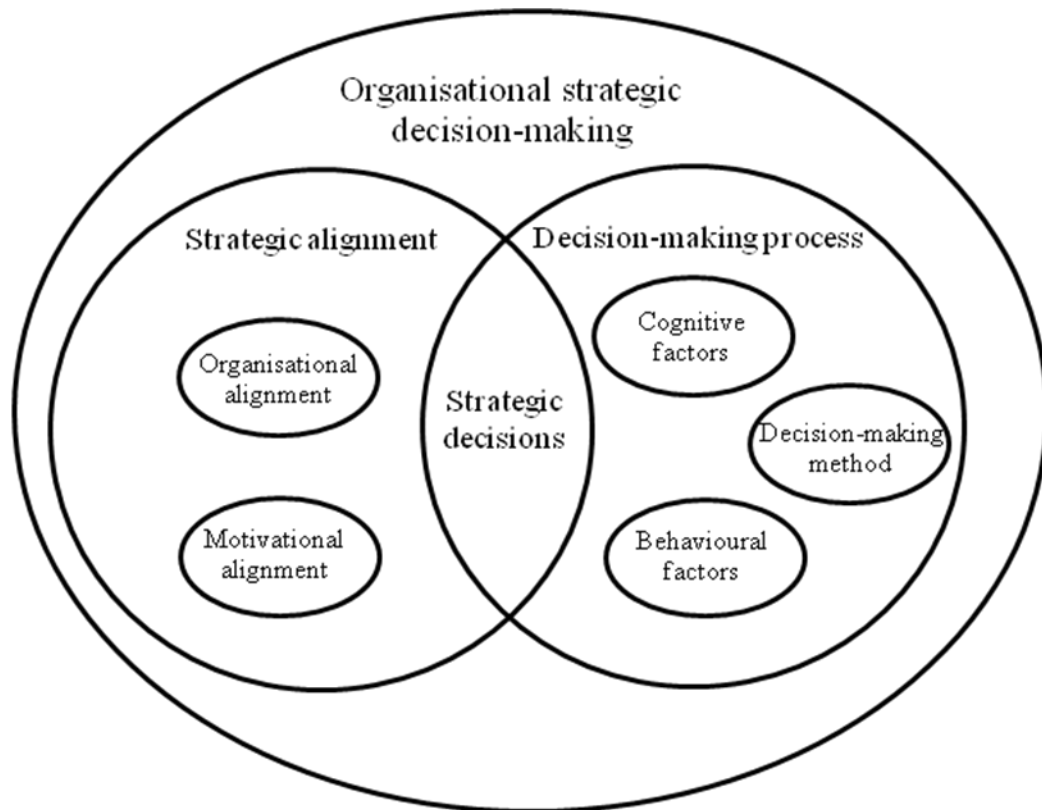 Organisational strategic
decision-making
Strategic alignment
Decision-making process
Organisational
alignment
Motivational
alignment
Strategic
decisions
Cognitive
factors
Decision-making
method
Behavioural
factors